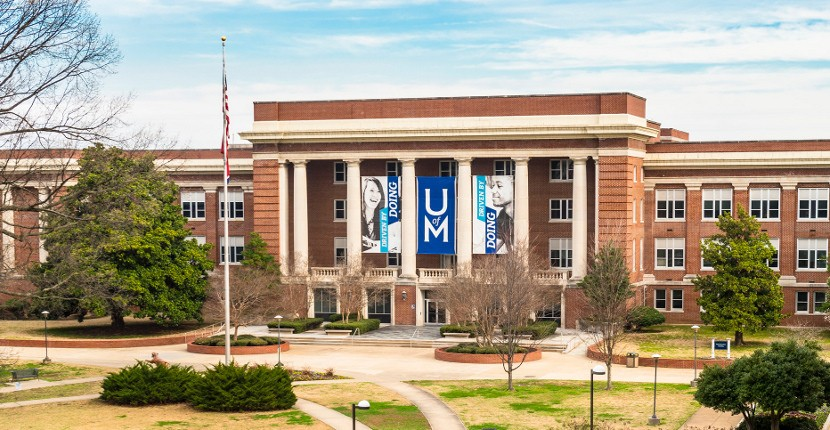 DRIVEN BY
DOING
U
of
M
DRIVEN BY
DOING